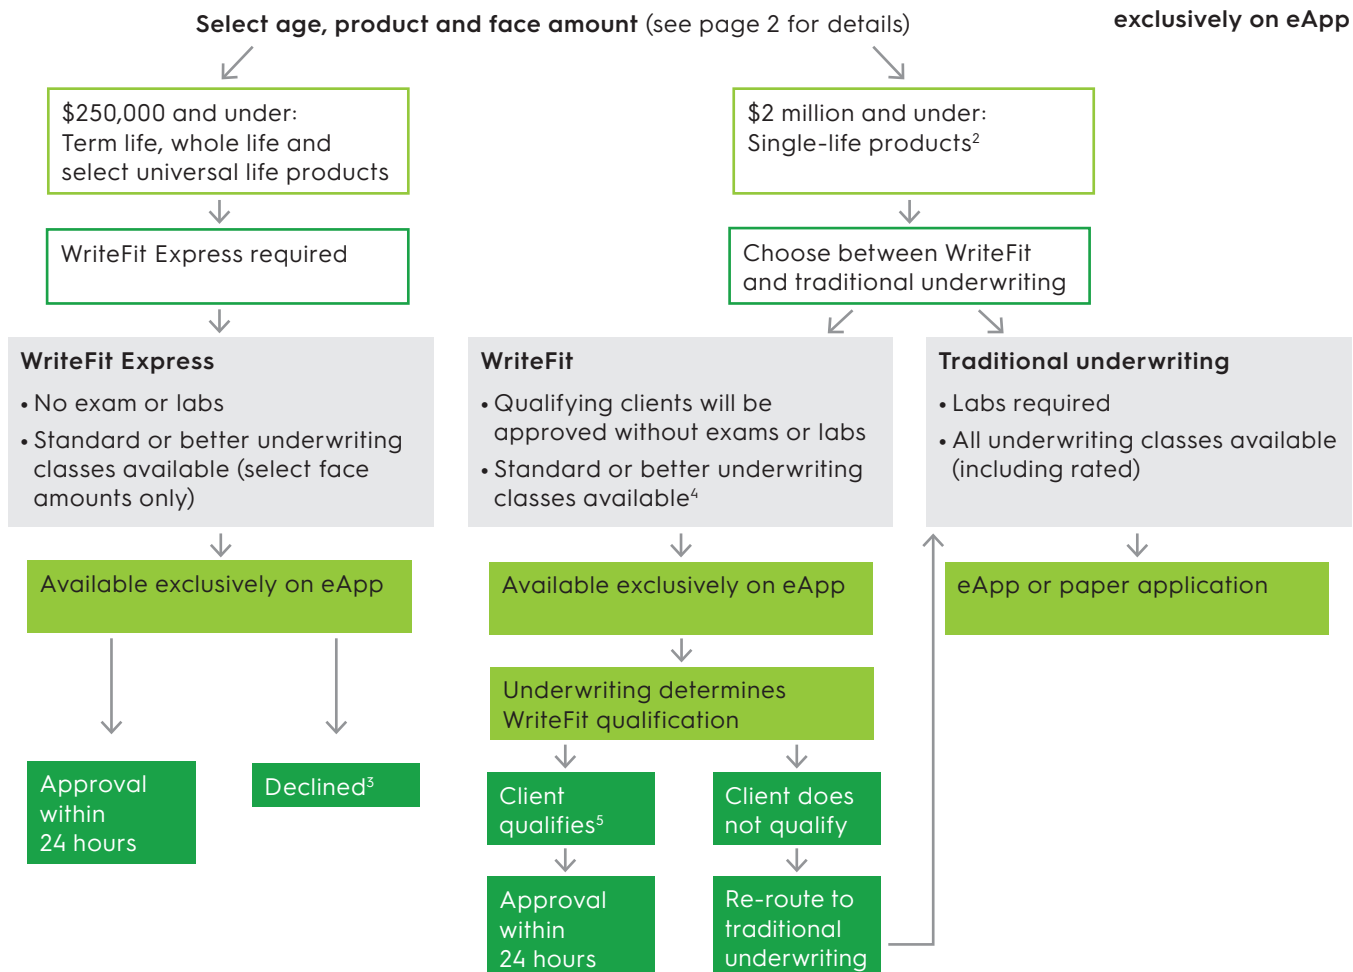 Select age, product and face amount (see page 2 for details)
exclusively on eApp
$250,000 and under:
Term life, whole life and
select universal life products
$2 million and under:
Single-life products²
WriteFit Express required
Choose between WriteFit
and traditional underwriting
WriteFit Express
• No exam or labs
• Standard or better underwriting
classes available (select face
amounts only)
WriteFit
• Qualifying clients will be
approved without exams or labs
• Standard or better underwriting
classes available⁴
Traditional underwriting
• Labs required
• All underwriting classes available
(including rated)
Available exclusively on eApp
Available exclusively on eApp
eApp or paper application
Underwriting determines
WriteFit qualification
Approval
within
24 hours
Declined³
Client
qualifies⁵
Client does
not qualify
Approval
within
24 hours
Re-route to
traditional
underwriting